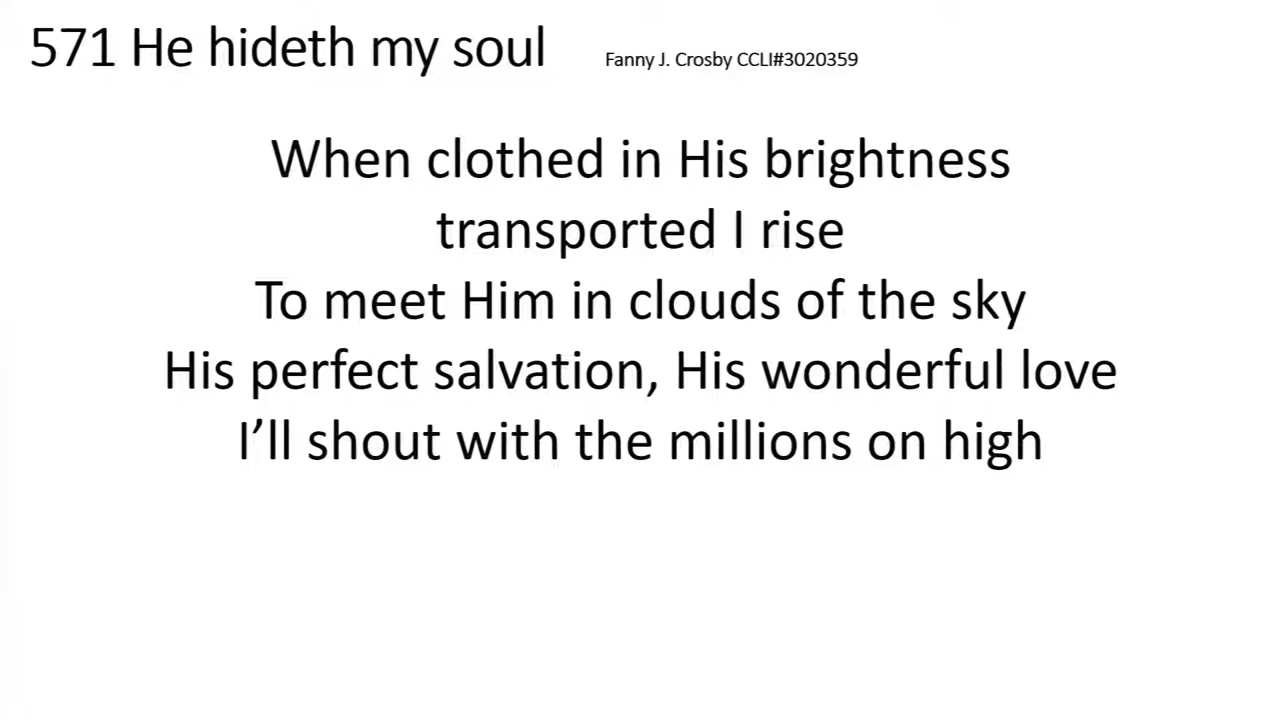 571 He hideth my soul Fanny J. Crosby CCLI#3020359
When clothed in His brightness
transported I rise
To meet Him in clouds of the sky
His perfect salvation, His wonderful love
I’ll shout with the millions on high